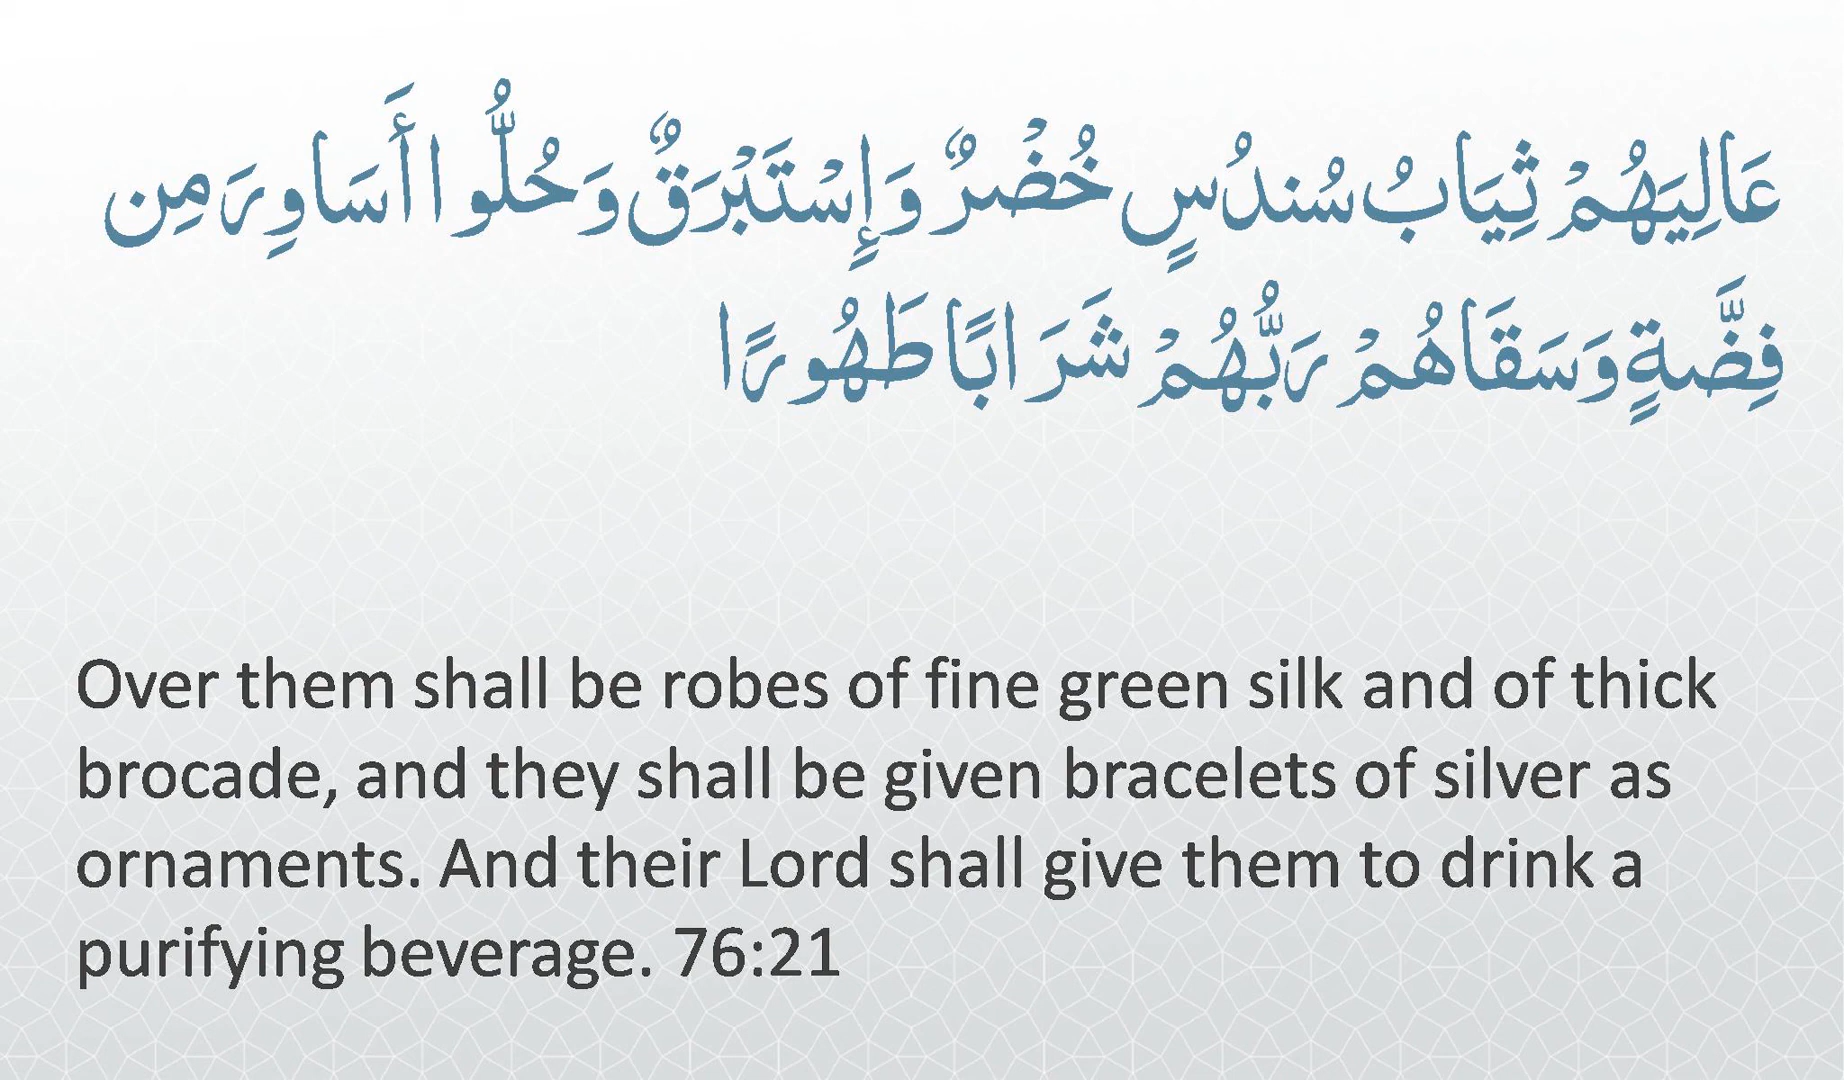 عَالِيَهُمْ ثِيَابُ سُندُسٍ خُضْرٌ وَإِسْتَبْرَقٌ وَحُلُّوا أَسَاوِرَ مِن
فِضَّةٍ وَسَقَاهُمْ رَبُّهُمْ شَرَابًا طَهُورًا
Over them shall be robes of fine green silk and of thick
brocade, and they shall be given bracelets of silver as
ornaments. And their Lord shall give them to drink a
purifying beverage. 76:21